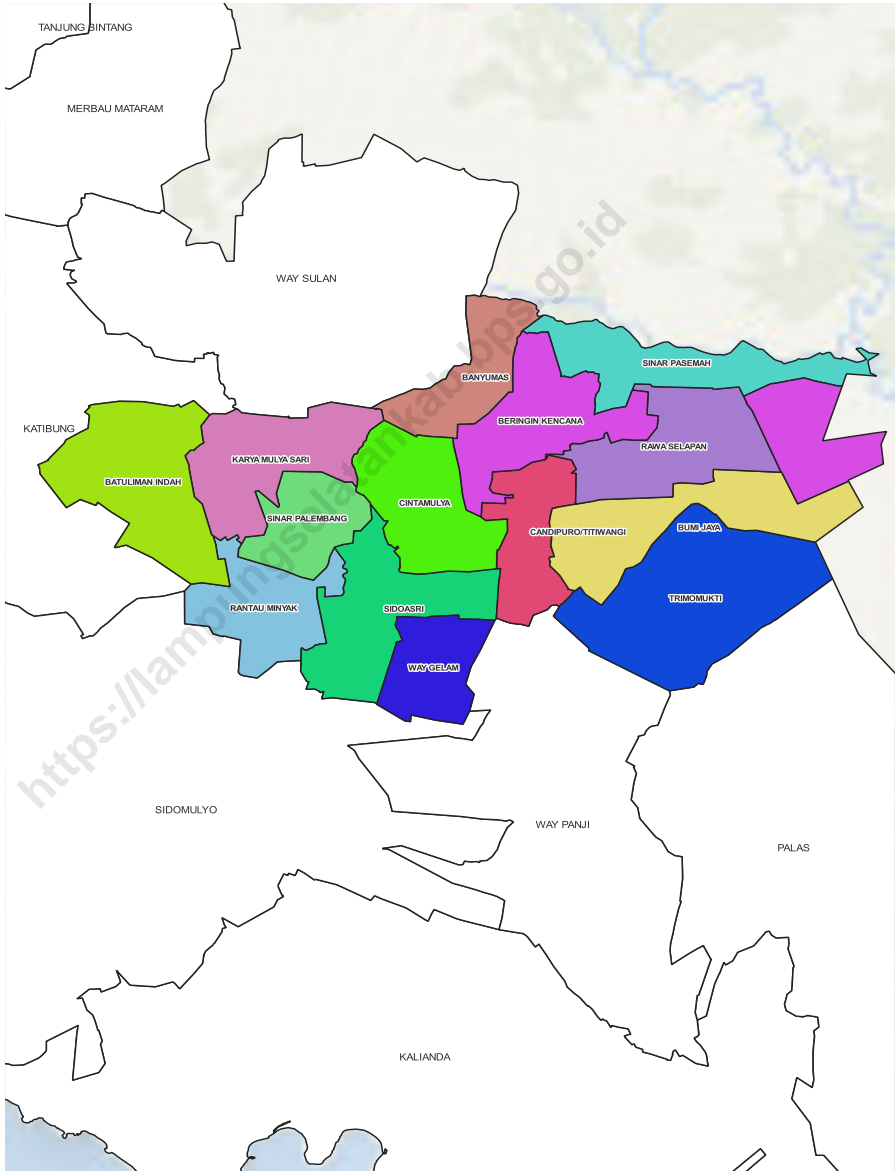 TANJUNG BINTANG
MERBAU MATARAM
WAY SULAN
SINAR PASEMAH
BANYUMAS
BERINGIN KENCANA
KATIBUNG
RAWA SELAPAN
KARYA MULYA SARI
BATULIMAN INDAH
CINTAMULYA
SINAR PALEMBANG
BUMI JAYA
CANDIPURO/TITIWANGI
TRIMOMUKTI
RANTAU MINYAK
SIDOASRI
WAY GELAM
SIDOMULYO
WAY PANJI
PALAS
KALIANDA
https://lampungselatankab.bps.go.id